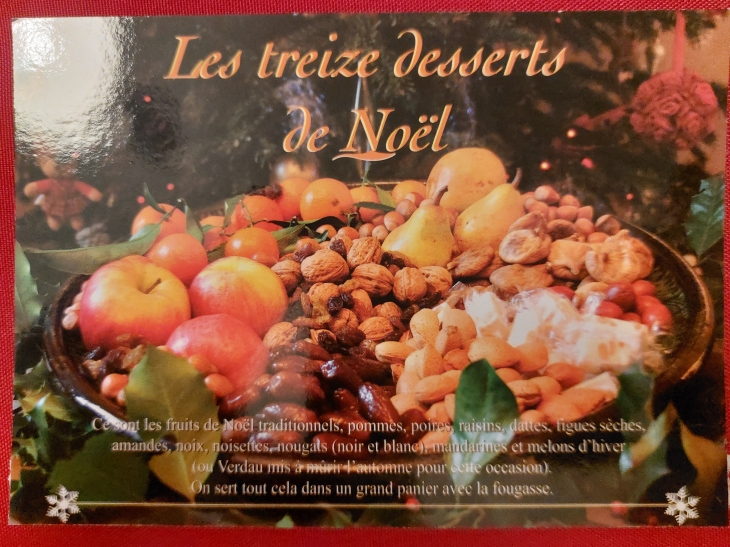 Les treize desserts
de Noël
Ce sont les fruits de Noël traditionnels, pommes, poires, raisins, dattes, figues sèches,
amandes, noix, noisettes, nougats (noir et blanc), mandarines et melons d'hiver
(ou Verdau mis à mûrir l'automne pour cette occasion).
On sert tout cela dans un grand panier avec la fougasse.